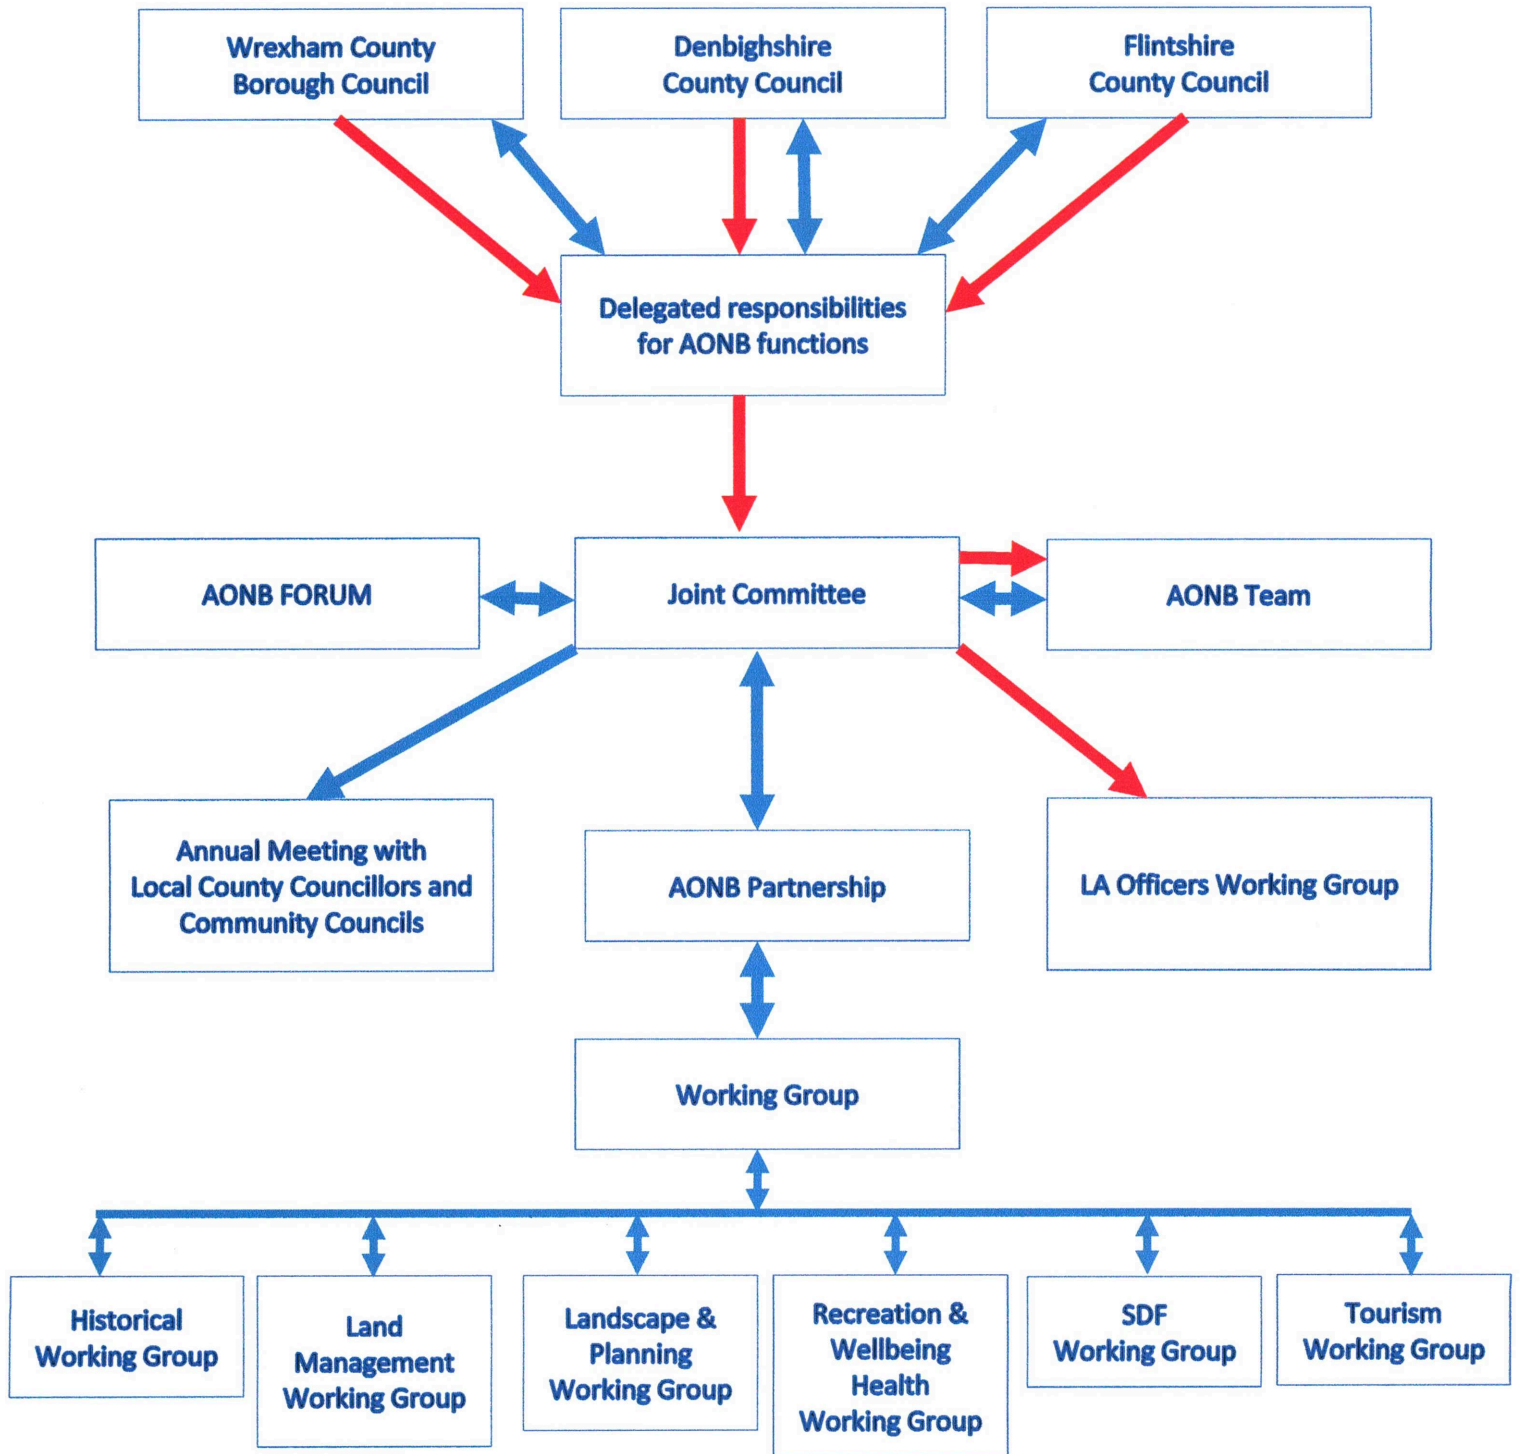 Wrexham County
Borough Council
Denbighshire
County Council
Flintshire
County Council
Delegated responsibilities
for AONB functions
AONB FORUM
Joint Committee
AONB Team
Annual Meeting with
Local County Councillors and
Community Councils
AONB Partnership
LA Officers Working Group
Working Group
Historical
Working Group
Land
Management
Working Group
Landscape &
Planning
Working Group
Recreation &
Wellbeing
Health
Working Group
SDF
Working Group
Tourism
Working Group